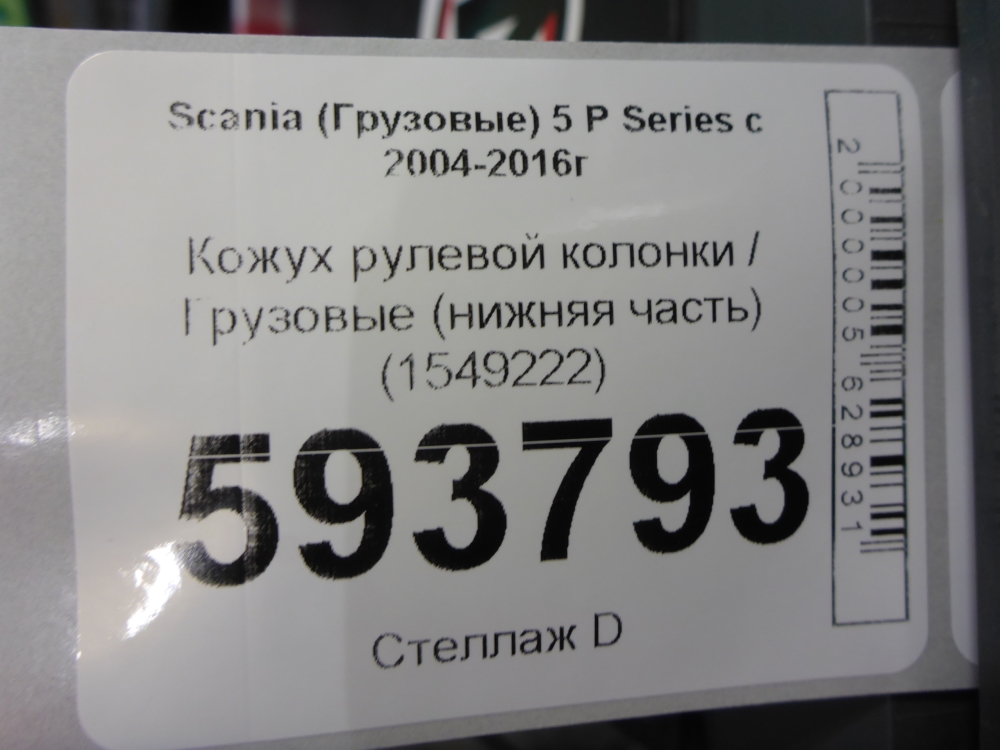 Scania (Грузовые) 5 P Series с
2004-2016г
Кожух рулевой колонки /
Грузовые (нижняя часть)
(1549222)
593793
Стеллаж D
2000005628931